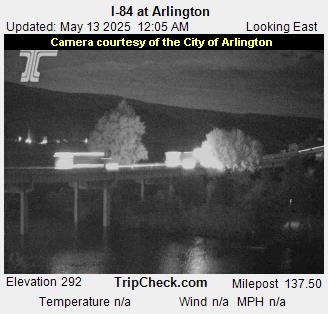 I-84 at Arlington
Updated: May 13 2025 12:05 AM Looking East
Camera courtesy of the City of Arlington
Elevation 292 TripCheck.com Milepost 137.50
Temperature n/a Wind n/a MPH n/a